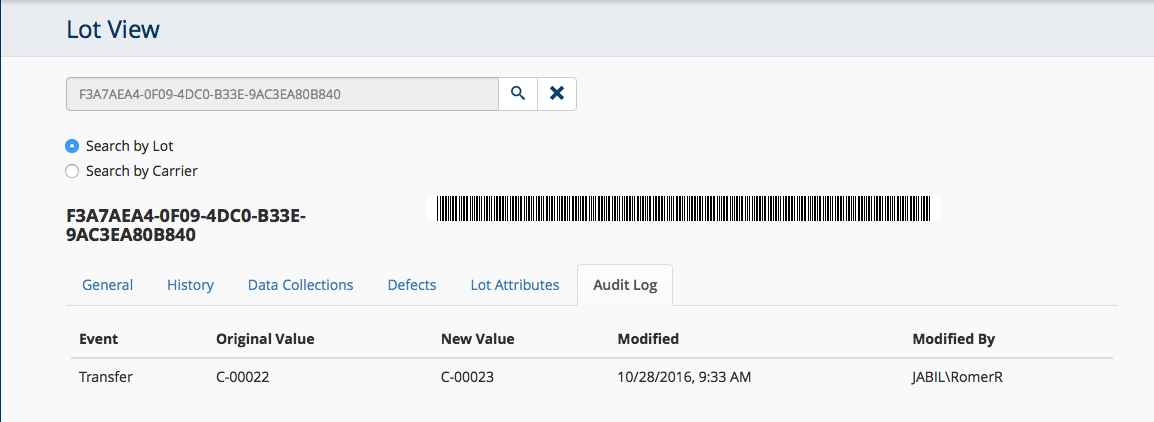 Lot View
F3A7AEA4-0F09-4DC0-B33E-9AC3EA80B840
Search by Lot
Search by Carrier
F3A7AEA4-0F09-4DC0-B33E-
9AC3EA80B840
General History Data Collections Defects Lot Attributes Audit Log
Event Original Value New Value Modified Modified By
Transfer C-00022 C-00023 10/28/2016, 9:33 AM JABIL\RomerR